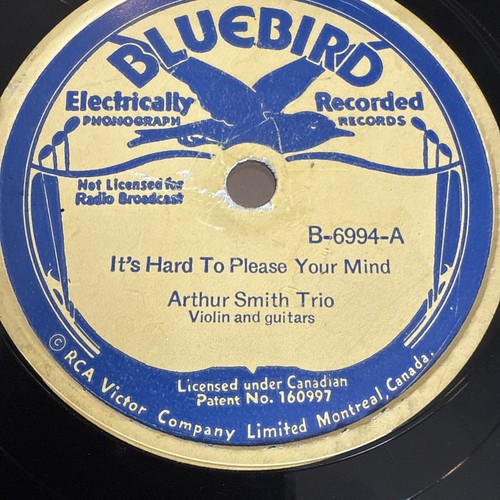 BLUEBIRD
Electrically Recorded
PHONOGRAPH RECORDS
Not Licensed for
Radio Broadcast
B-6994-A
It's Hard To Please Your Mind
Arthur Smith Trio
Violin and guitars
Licensed under Canadian
Patent No. 160997
© RCA Victor Company Limited Montreal, Canada.